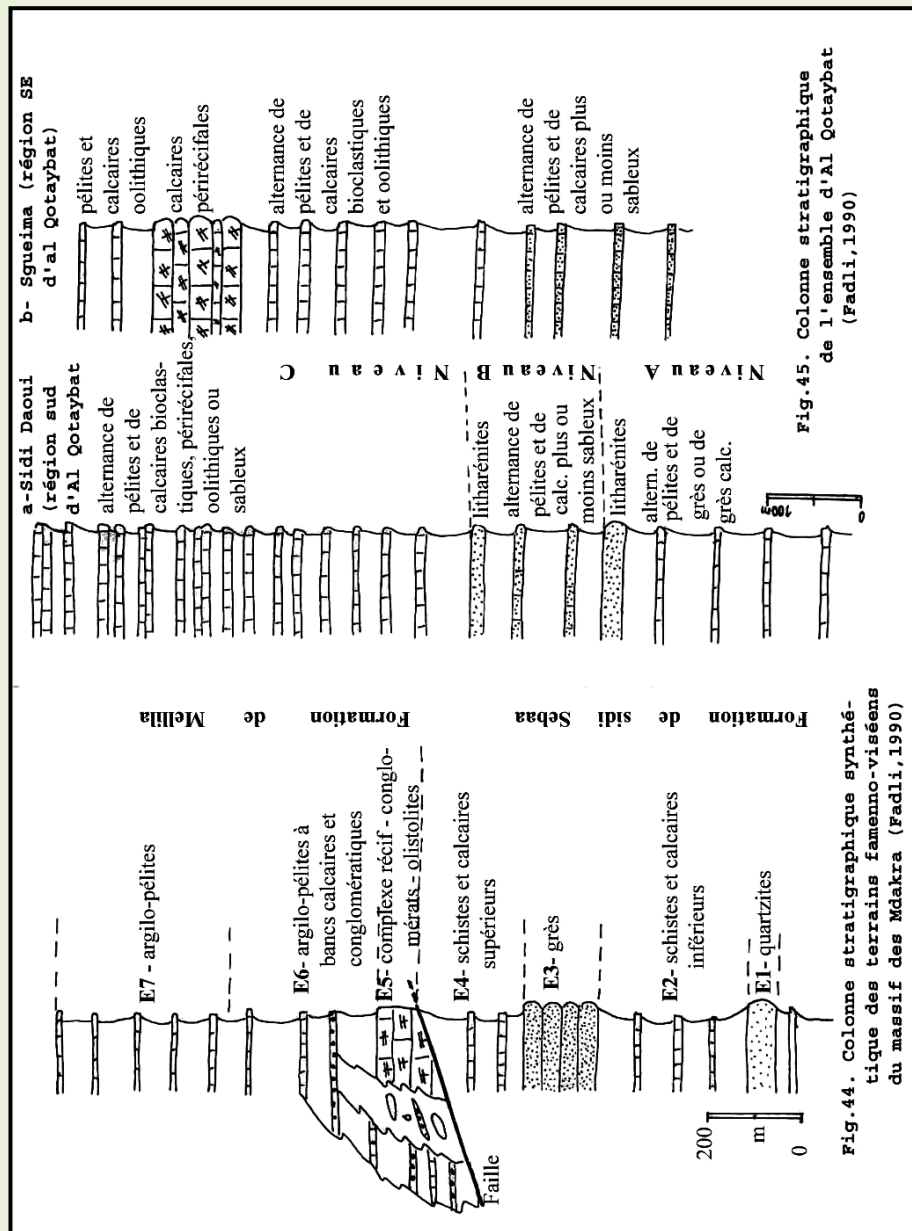 E7 - argilo-pélites
E6- argilo-pélites à
bancs calcaires et
conglomératiques
E5- complexe récif - conglo-
mérats - olistolites
E4- schistes et calcaires
supérieurs
E3- grès
E2- schistes et calcaires
inférieurs
E1- quartzites
Faille
200
m
0
Formation de Mellila
Formation de sidi Sebaa
Fig.44. Colonne stratigraphique synthé-
tique des terrains famenno-viséens
du massif des Mdakra (Fadli,1990)
a-Sidi Daoui
(région sud
d'Al Qotaybat
alternance de
pélites et de
calcaires bioclas-
tiques, périrécifales,
oolithiques ou
sableux
litharénites
alternance de
pélites et de
calc. plus ou
moins sableux
litharénites
altern. de
pélites et de
grès ou de
grès calc.
100m
0
Niveau C
Niveau B
Niveau A
b- Sgueima (région SE
d'al Qotaybat)
pélites et
calcaires
oolithiques
calcaires
périrécifales
alternance de
pélites et de
calcaires
bioclastiques
et oolithiques
alternance de
pélites et de
calcaires plus
ou moins
sableux
Fig.45. Colonne stratigraphique
de l'ensemble d'Al Qotaybat
(Fadli,1990)